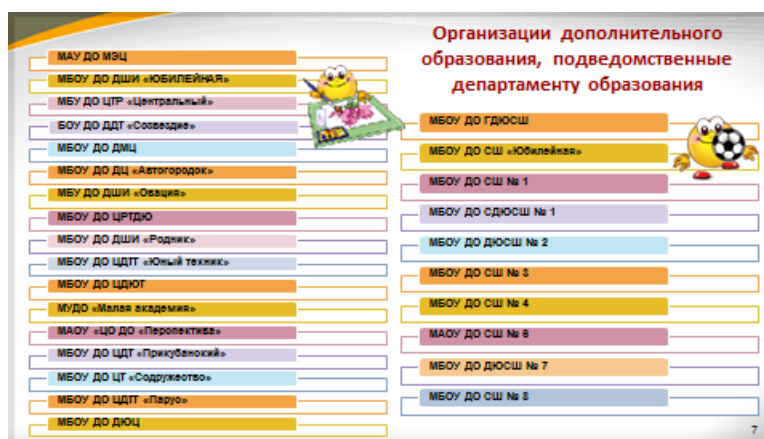 Организации дополнительного
образования, подведомственные
департаменту образования
МАУ ДО МЭЦ
МБОУ ДО ДШИ «ЮБИЛЕЙНАЯ»
МБУ ДО ЦТР «Центральный»
БОУ ДО ДДТ «Созвездие»
МБОУ ДО ДМЦ
МБОУ ДО ДЦ «Автогородок»
МБУ ДО ДШИ «Овация»
МБОУ ДО ЦРТДЮ
МБОУ ДО ДШИ «Родник»
МБОУ ДО ЦДТТ «Юный техник»
МБОУ ДО ЦДЮТ
МУДО «Малая академия»
МАОУ «ЦО ДО «Перспектива»
МБОУ ДО ЦДТ «Прикубанский»
МБОУ ДО ЦТ «Содружество»
МБОУ ДО ЦДТТ «Парус»
МБОУ ДО ДЮЦ
МБОУ ДО ГДЮСШ
МБОУ ДО СШ «Юбилейная»
МБОУ ДО СШ № 1
МБОУ ДО СДЮСШ № 1
МБОУ ДО ДЮСШ № 2
МБОУ ДО СШ № 3
МБОУ ДО СШ № 4
МАОУ ДО СШ № 6
МБОУ ДО ДЮСШ № 7
МБОУ ДО СШ № 8
7